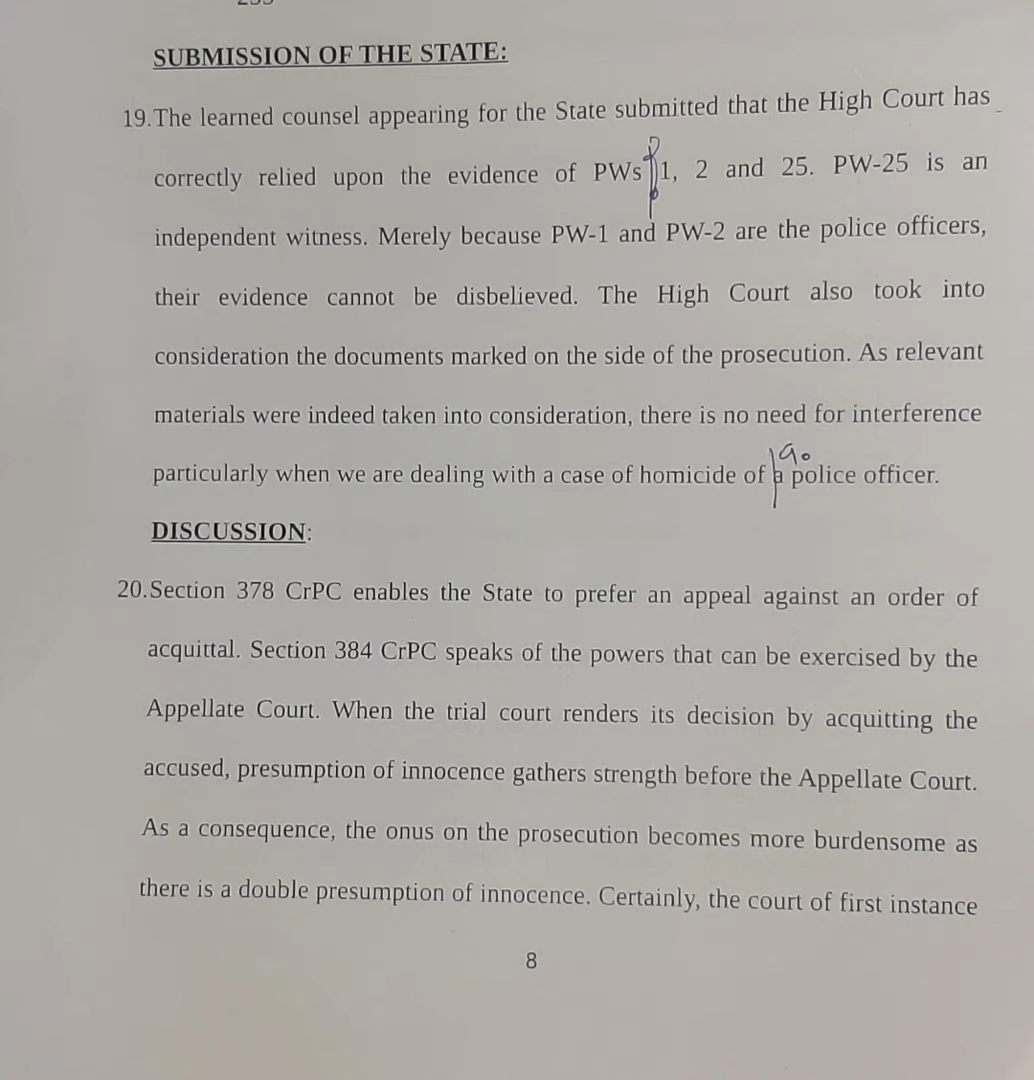 SUBMISSION OF THE STATE:
19.The learned counsel appearing for the State submitted that the High Court has
correctly relied upon the evidence of PWs 1, 2 and 25. PW-25 is an
independent witness. Merely because PW-1 and PW-2 are the police officers,
their evidence cannot be disbelieved. The High Court also took into
consideration the documents marked on the side of the prosecution. As relevant
materials were indeed taken into consideration, there is no need for interference
particularly when we are dealing with a case of homicide of a police officer.
DISCUSSION:
20.Section 378 CrPC enables the State to prefer an appeal against an order of
acquittal. Section 384 CrPC speaks of the powers that can be exercised by the
Appellate Court. When the trial court renders its decision by acquitting the
accused, presumption of innocence gathers strength before the Appellate Court.
As a consequence, the onus on the prosecution becomes more burdensome as
there is a double presumption of innocence. Certainly, the court of first instance
8